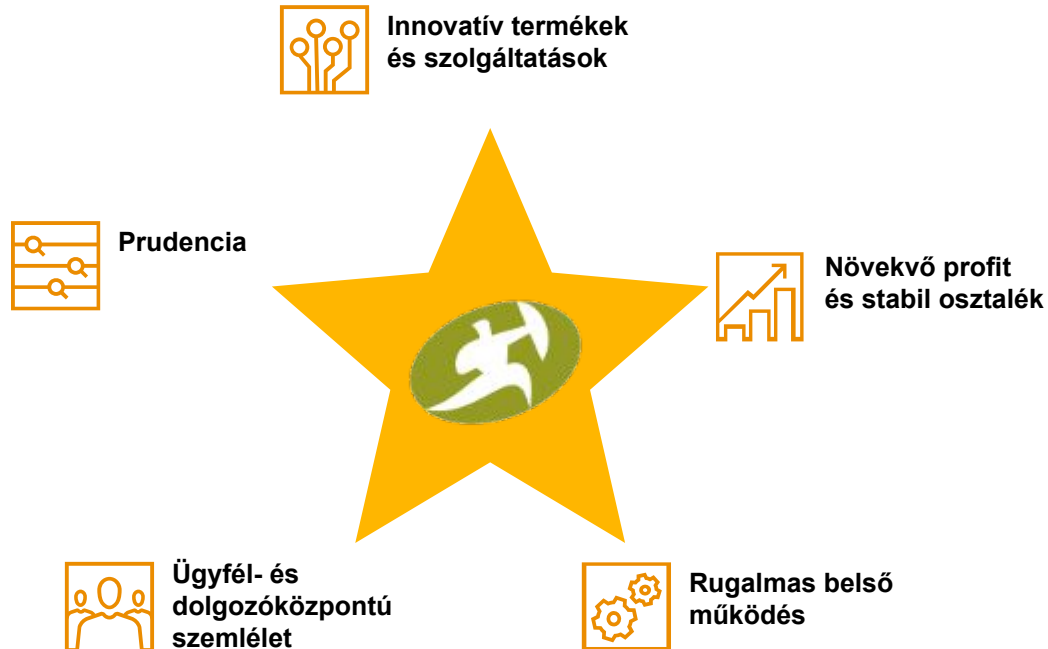 Innovatív termékek
és szolgáltatások
Prudencia
Növekvő profit
és stabil osztalék
Ügyfél- és
dolgozóközpontú
szemlélet
Rugalmas belső
működés